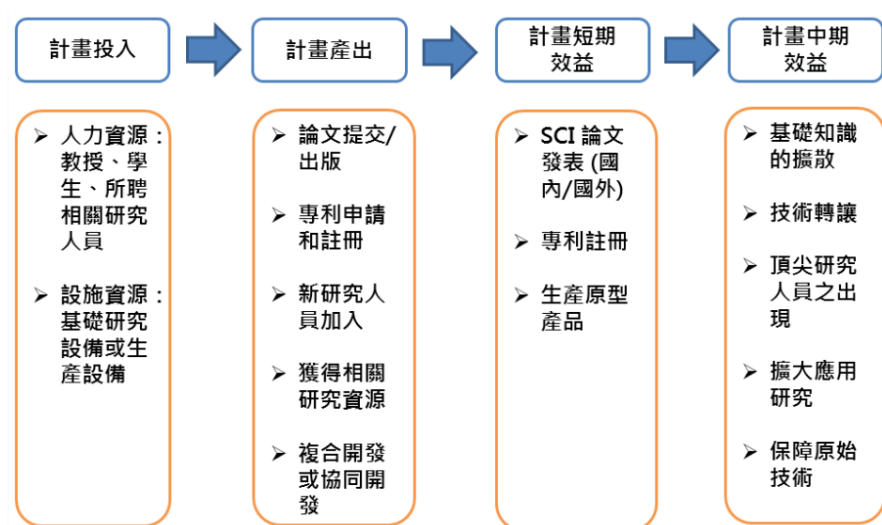 計畫投入
計畫產出
計畫短期
效益
計畫中期
效益
➢ 人力資源：
教授、學
生、所聘
相關研究
人員
➢ 設施資源：
基礎研究
設備或生
產設備
➢ 論文提交/
出版
➢ 專利申請
和註冊
➢ 新研究人
員加入
➢ 獲得相關
研究資源
➢ 複合開發
或協同開
發
➢ SCI 論文
發表 (國
內/國外)
➢ 專利註冊
➢ 生產原型
產品
➢ 基礎知識
的擴散
➢ 技術轉讓
➢ 頂尖研究
人員之出
現
➢ 擴大應用
研究
➢ 保障原始
技術